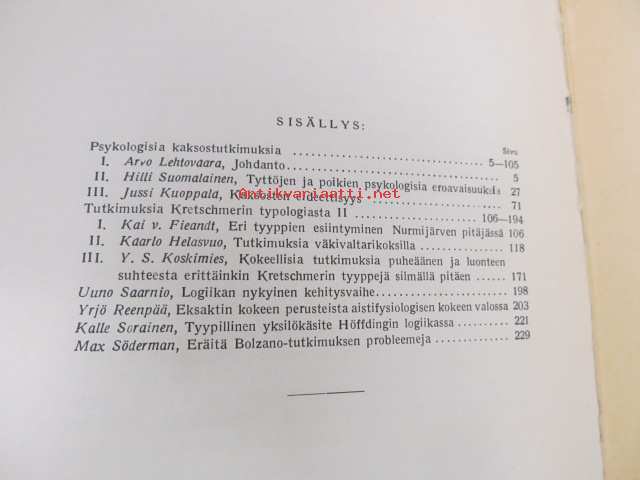 SISÄLLYS:
Sivu
Psykologisia kaksostutkimuksia .................... 5—105
I. Arvo Lehtovaara, Johdanto .................... 5
II. Hilli Suomalainen, Tyttöjen ja poikien psykologisia eroavaisuuksia 27
III. Jussi Kuoppala, Kaksosten eideettisyys .................... 71
Antikvariaatti.net
Tutkimuksia Kretschmerin typologiasta II .................... 106—194
I. Kai v. Fieandt, Eri tyyppien esiintyminen Nurmijärven pitäjässä 106
II. Kaarlo Helasvuo, Tutkimuksia väkivaltarikoksilla .................... 118
III. Y. S. Koskimies, Kokeellisia tutkimuksia puheäänen ja luonteen
suhteesta erittäinkin Kretschmerin tyyppejä silmällä pitäen .......... 171
Uuno Saarnio, Logiikan nykyinen kehitysvaihe .................... 198
Yrjö Reenpää, Eksaktin kokeen perusteista aistifysiologisen kokeen valossa 203
Kalle Sorainen, Tyypillinen yksilökäsite Höffdingin logiikassa .......... 221
Max Söderman, Eräitä Bolzano-tutkimuksen probleemeja .......... 229